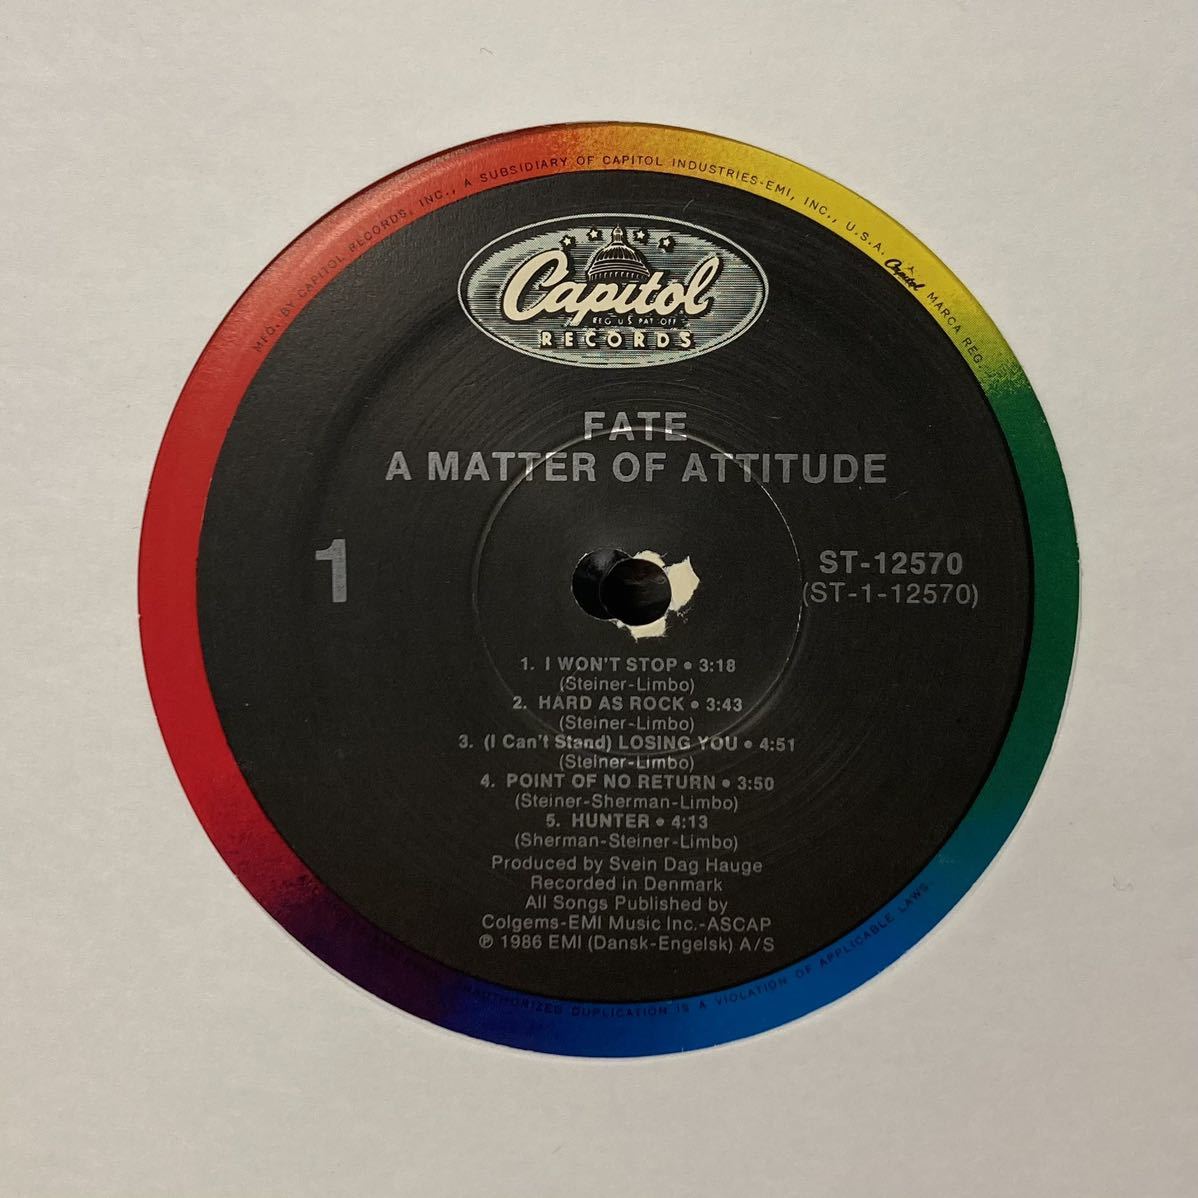 MFG. BY CAPITOL RECORDS, INC., A SUBSIDIARY OF CAPITOL INDUSTRIES-EMI, INC., U.S.A. Capitol MARCA REG.
Capitol
REG U S PAT OFF
RECORDS
FATE
A MATTER OF ATTITUDE
1
ST-12570
(ST-1-12570)
1. I WON'T STOP • 3:18
(Steiner-Limbo)
2. HARD AS ROCK • 3:43
(Steiner-Limbo)
3. (I Can't Stand) LOSING YOU • 4:51
(Steiner-Limbo)
4. POINT OF NO RETURN • 3:50
(Steiner-Sherman-Limbo)
5. HUNTER • 4:13
(Sherman-Steiner-Limbo)
Produced by Svein Dag Hauge
Recorded in Denmark
All Songs Published by
Colgems-EMI Music Inc.-ASCAP
℗ 1986 EMI (Dansk-Engelsk) A/S
UNAUTHORIZED DUPLICATION IS A VIOLATION OF APPLICABLE LAWS.